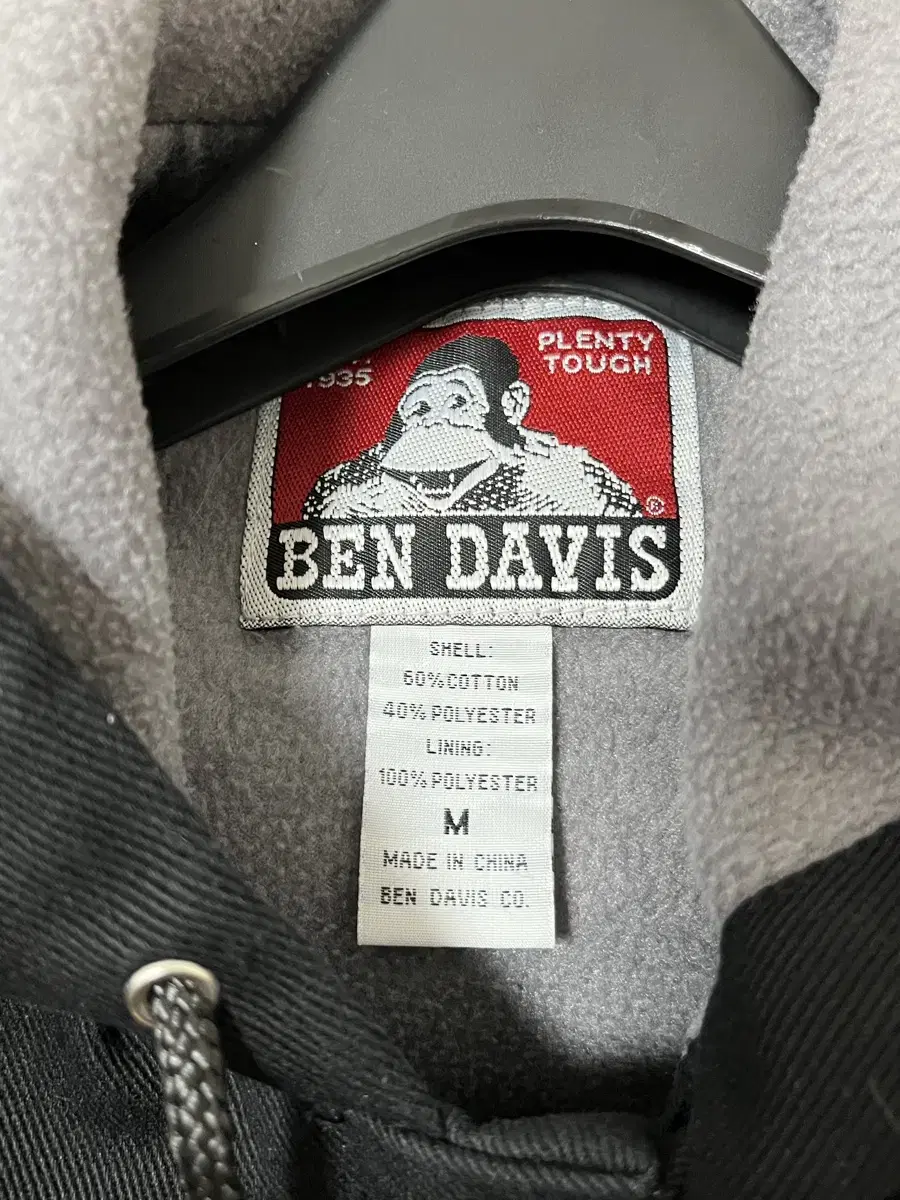 1935
PLENTY
TOUGH
®
BEN DAVIS
SHELL:
60%COTTON
40%POLYESTER
LINING:
100%POLYESTER
M
MADE IN CHINA
BEN DAVIS CO.